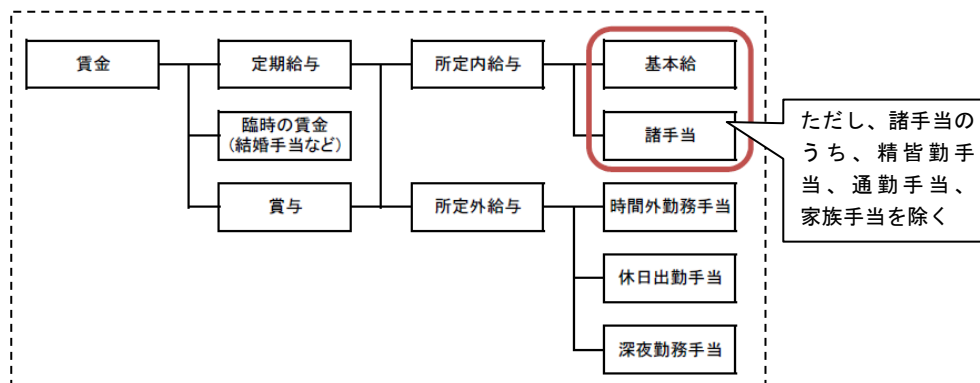 賃金
定期給与
所定内給与
基本給
臨時の賃金
(結婚手当など)
諸手当
賞与
所定外給与
時間外勤務手当
休日出勤手当
深夜勤務手当
ただし、諸手当の
うち、精皆勤手
当、通勤手当、
家族手当を除く